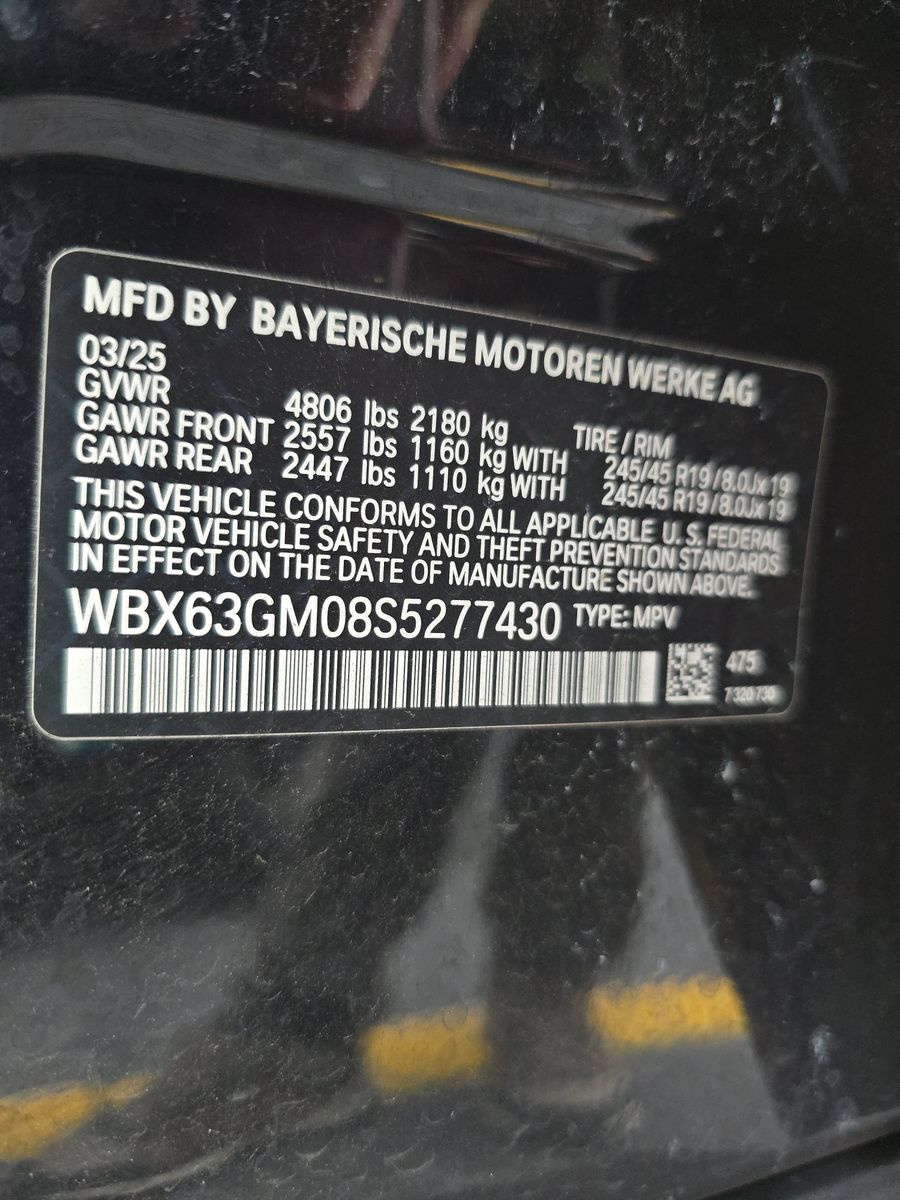 MFD BY BAYERISCHE MOTOREN WERKE AG
03/25
GVWR 4806 lbs 2180 kg TIRE / RIM
GAWR FRONT 2557 lbs 1160 kg WITH 245/45 R19 / 8.0Jx19
GAWR REAR 2447 lbs 1110 kg WITH 245/45 R19 / 8.0Jx19
THIS VEHICLE CONFORMS TO ALL APPLICABLE U.S. FEDERAL
MOTOR VEHICLE SAFETY AND THEFT PREVENTION STANDARDS
IN EFFECT ON THE DATE OF MANUFACTURE SHOWN ABOVE.
WBX63GM08S5277430 TYPE: MPV
475
7 320 730